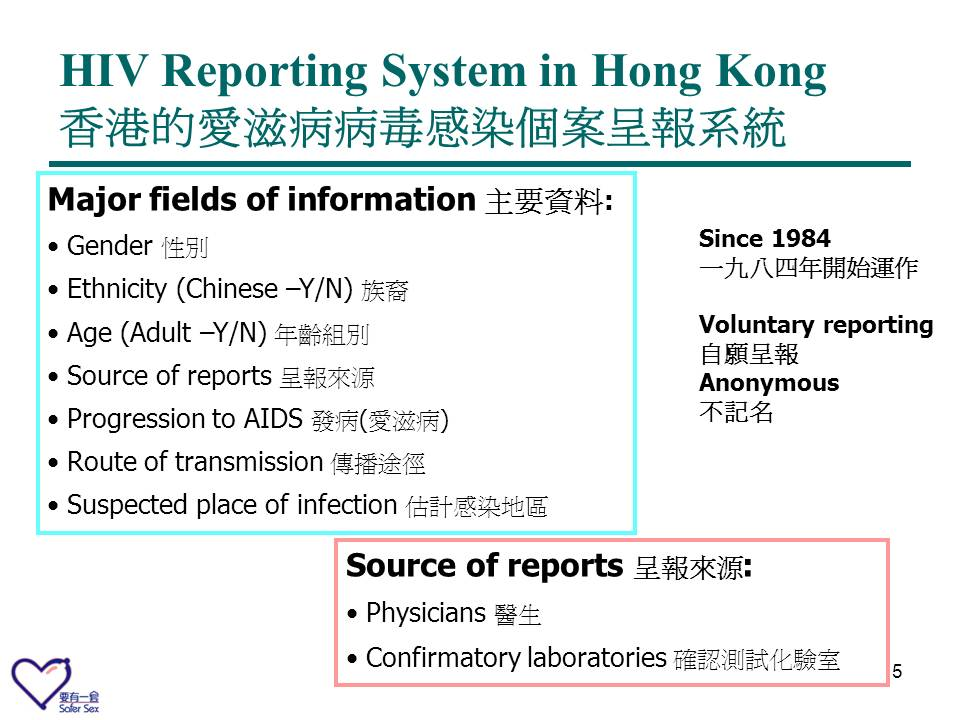 HIV Reporting System in Hong Kong
香港的愛滋病病毒感染個案呈報系統
Major fields of information 主要資料:
• Gender 性別
• Ethnicity (Chinese –Y/N) 族裔
• Age (Adult –Y/N) 年齡組別
• Source of reports 呈報來源
• Progression to AIDS 發病(愛滋病)
• Route of transmission 傳播途徑
• Suspected place of infection 估計感染地區
Since 1984
一九八四年開始運作
Voluntary reporting
自願呈報
Anonymous
不記名
Source of reports 呈報來源:
• Physicians 醫生
• Confirmatory laboratories 確認測試化驗室
要有一套
Safer Sex
5